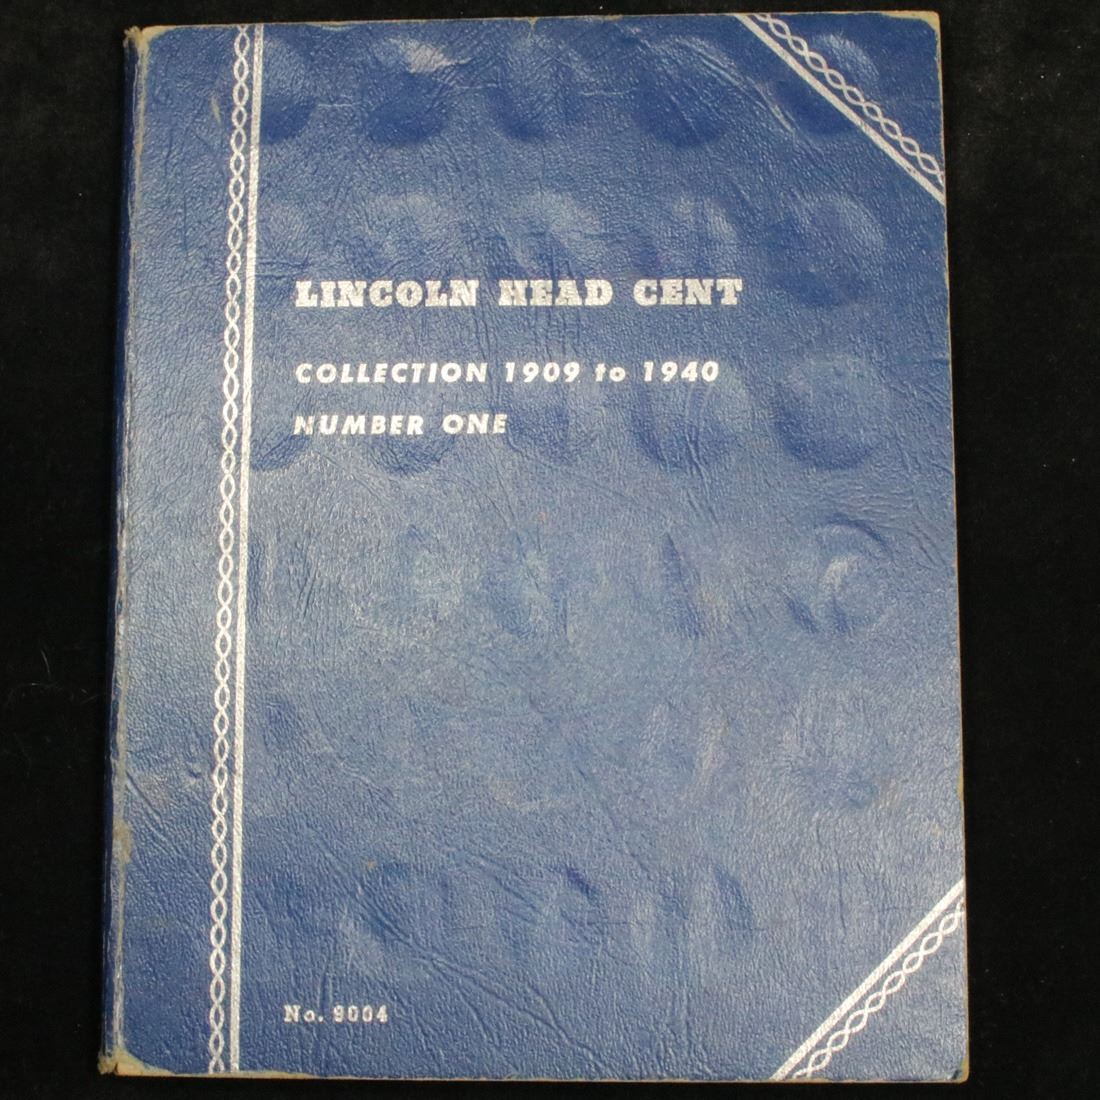 LINCOLN HEAD CENT
COLLECTION 1909 to 1940
NUMBER ONE
No. 9004